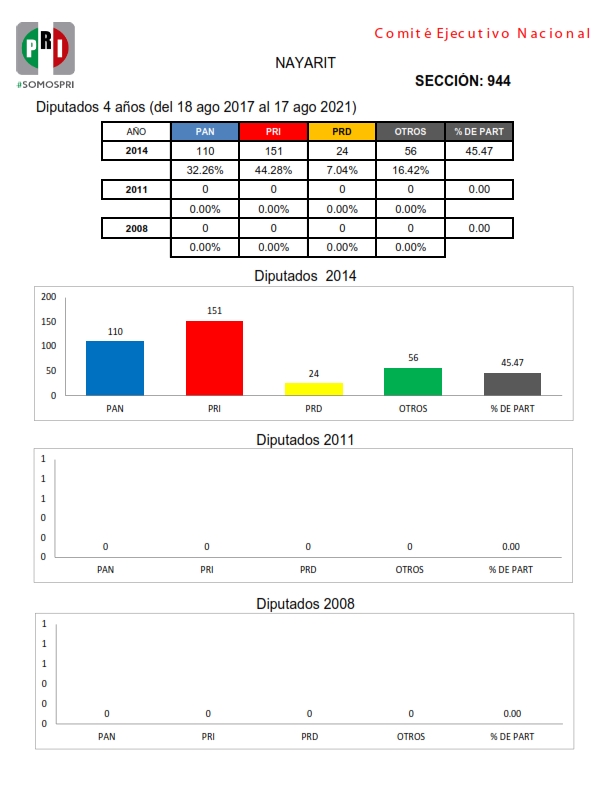 Comité Ejecutivo Nacional
PRI
#SOMOSPRI
NAYARIT
SECCIÓN: 944
Diputados 4 años (del 18 ago 2017 al 17 ago 2021)
AÑO PAN PRI PRD OTROS % DE PART
2014 110 151 24 56 45.47
32.26% 44.28% 7.04% 16.42%
2011 0 0 0 0 0.00
0.00% 0.00% 0.00% 0.00%
2008 0 0 0 0 0.00
0.00% 0.00% 0.00% 0.00%
Diputados 2014
200
150
100
50
0
110 151 24 56 45.47
PAN PRI PRD OTROS % DE PART
Diputados 2011
1
1
1
0
0
0
0 0 0 0 0.00
PAN PRI PRD OTROS % DE PART
Diputados 2008
1
1
1
0
0
0
0 0 0 0 0.00
PAN PRI PRD OTROS % DE PART